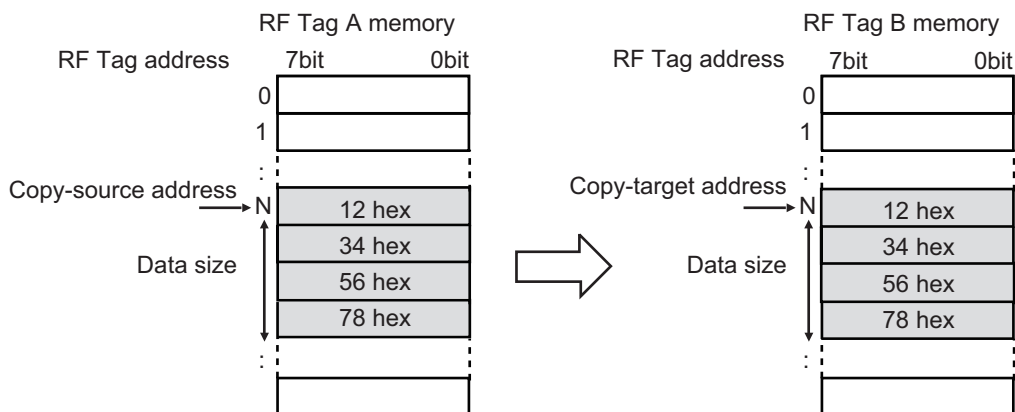 RF Tag A memory
RF Tag address 7bit 0bit
0
1
:
Copy-source address N 12 hex
34 hex
Data size 56 hex
78 hex
:
RF Tag B memory
RF Tag address 7bit 0bit
0
1
:
Copy-target address N 12 hex
34 hex
Data size 56 hex
78 hex
: